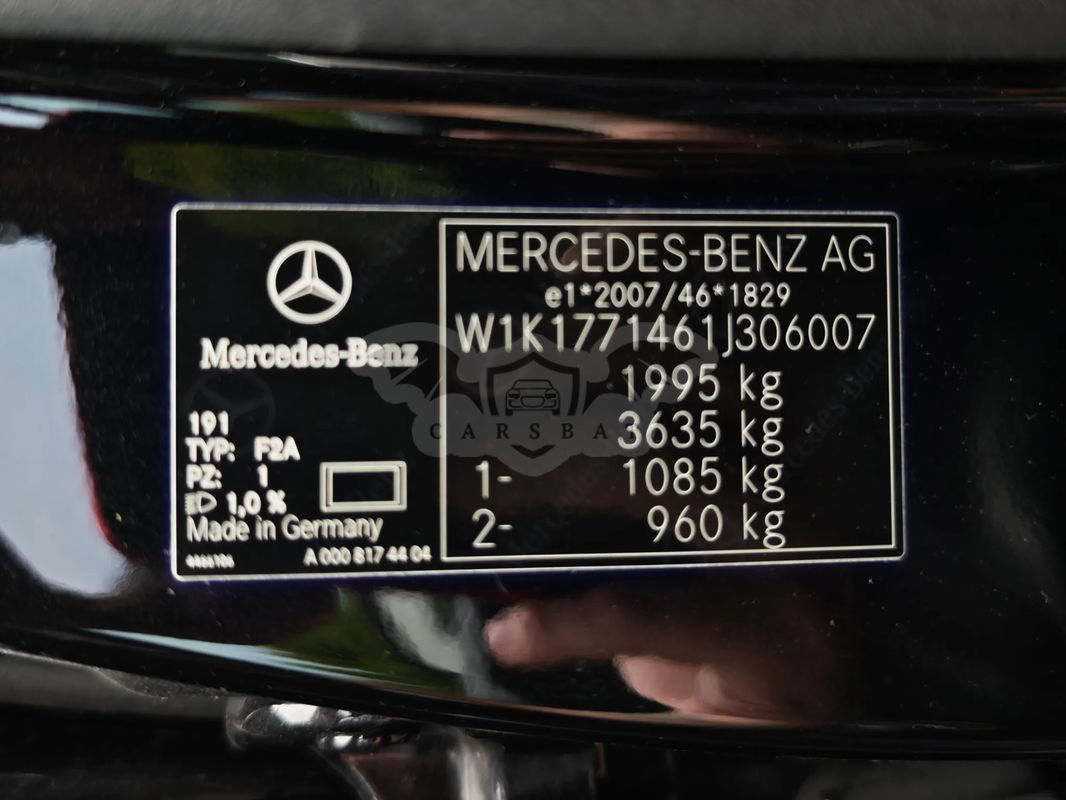 Mercedes-Benz
191
TYP: F2A
PZ: 1
1,0 %
Made in Germany
A 000 817 44 04
MERCEDES-BENZ AG
e1*2007/46*1829
W1K1771461J306007
1995 kg
3635 kg
1- 1085 kg
2- 960 kg
CARSBA